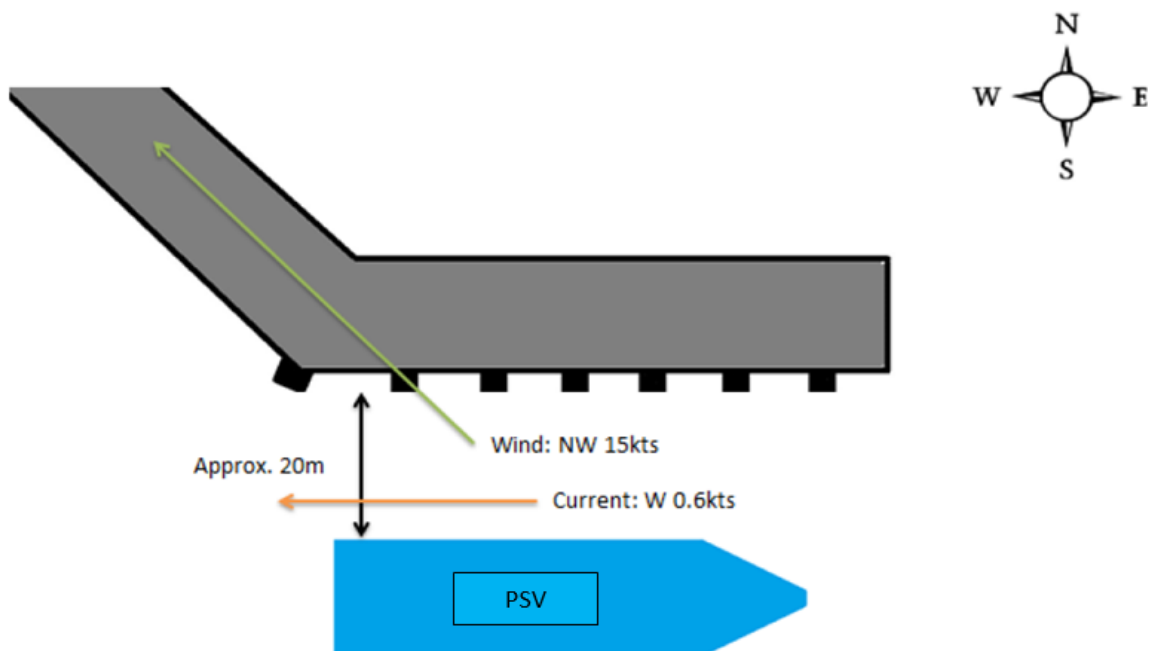 N
W E
S
Wind: NW 15kts
Approx. 20m
Current: W 0.6kts
PSV